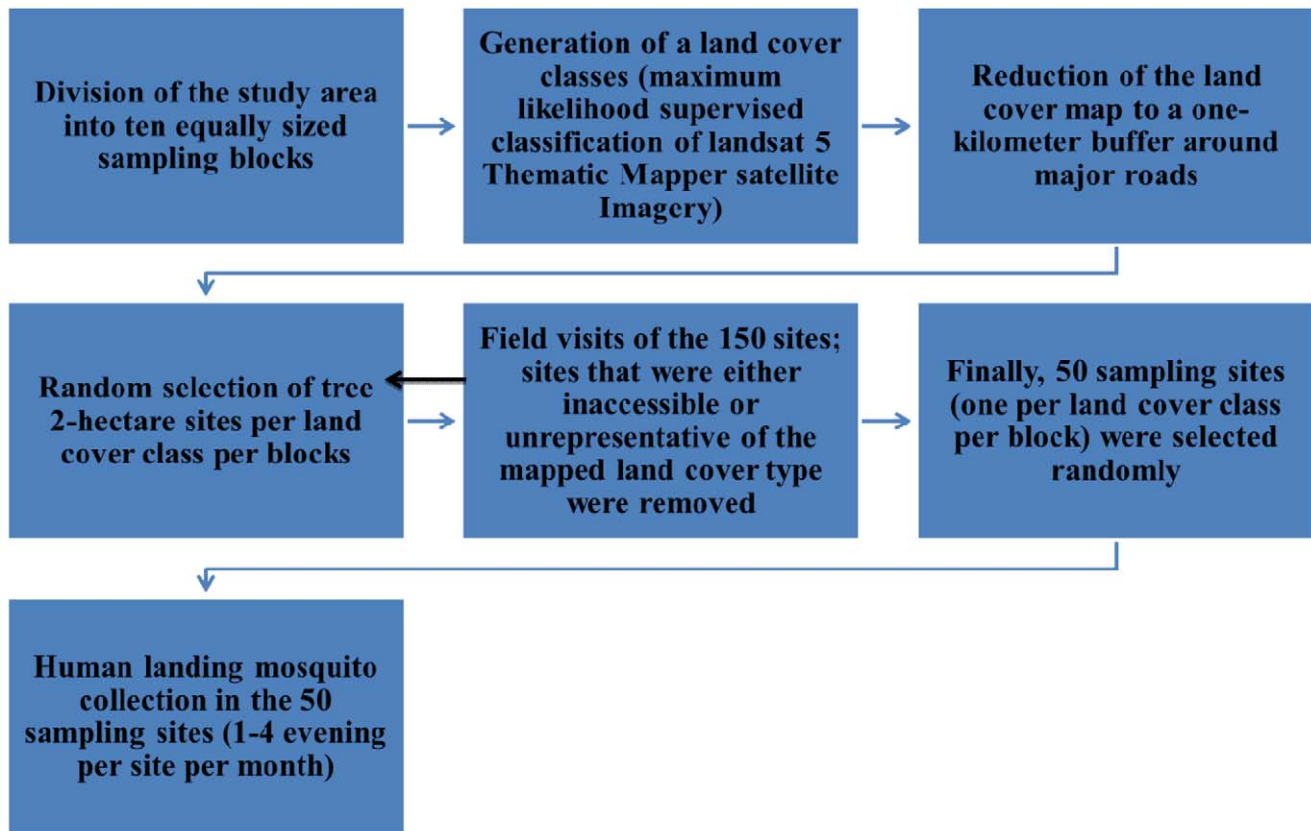 Division of the study area
into ten equally sized
sampling blocks
Generation of a land cover
classes (maximum
likelihood supervised
classification of landsat 5
Thematic Mapper satellite
Imagery)
Reduction of the land
cover map to a one-
kilometer buffer around
major roads
Random selection of tree
2-hectare sites per land
cover class per blocks
Field visits of the 150 sites;
sites that were either
inaccessible or
unrepresentative of the
mapped land cover type
were removed
Finally, 50 sampling sites
(one per land cover class
per block) were selected
randomly
Human landing mosquito
collection in the 50
sampling sites (1-4 evening
per site per month)